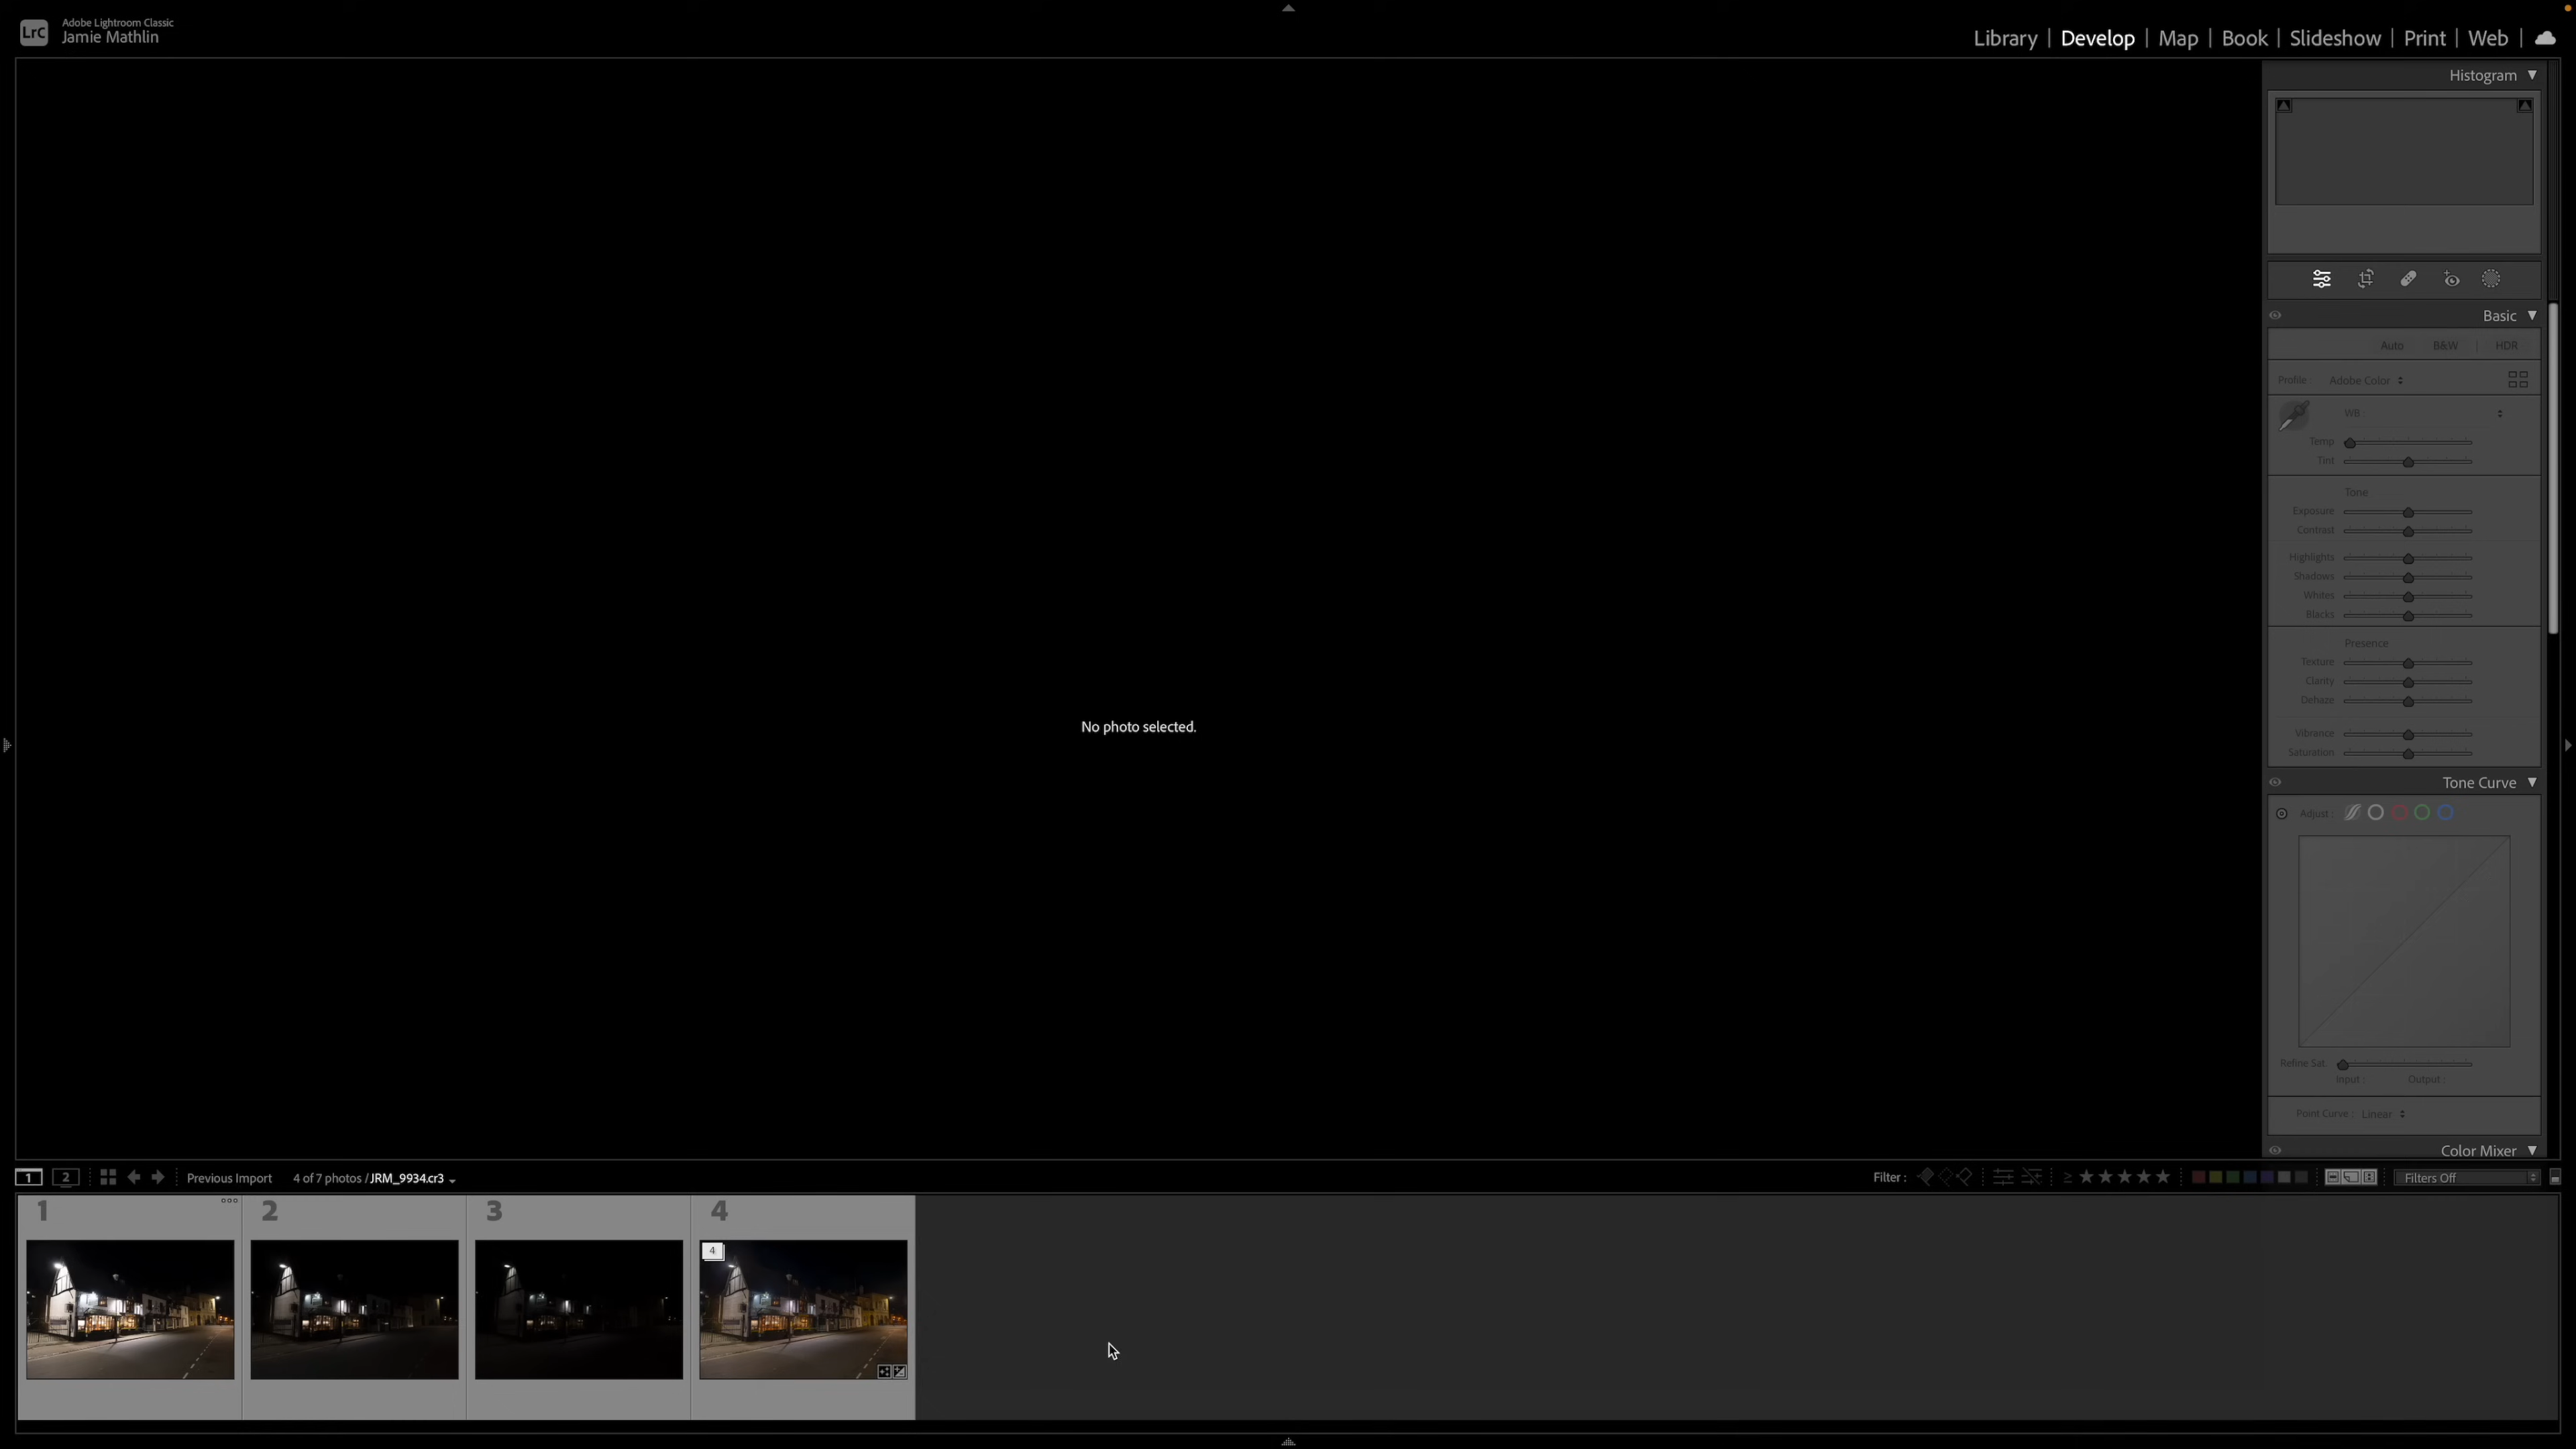 LrC
Adobe Lightroom Classic
Jamie Mathlin
Library | Develop | Map | Book | Slideshow | Print | Web |
Histogram
Basic
Auto B&W | HDR
Profile : Adobe Color
WB
Temp
Tint
Tone
Exposure
Contrast
Highlights
Shadows
Whites
Blacks
Presence
Texture
Clarity
Dehaze
Vibrance
Saturation
No photo selected.
Tone Curve
Adjust :
Refine Sat.
Input : Output :
Point Curve : Linear
Color Mixer
1 2 Previous Import 4 of 7 photos / JRM_9934.cr3
Filter : ≥ ★★★★★ Filters Off
1 2 3 4
4